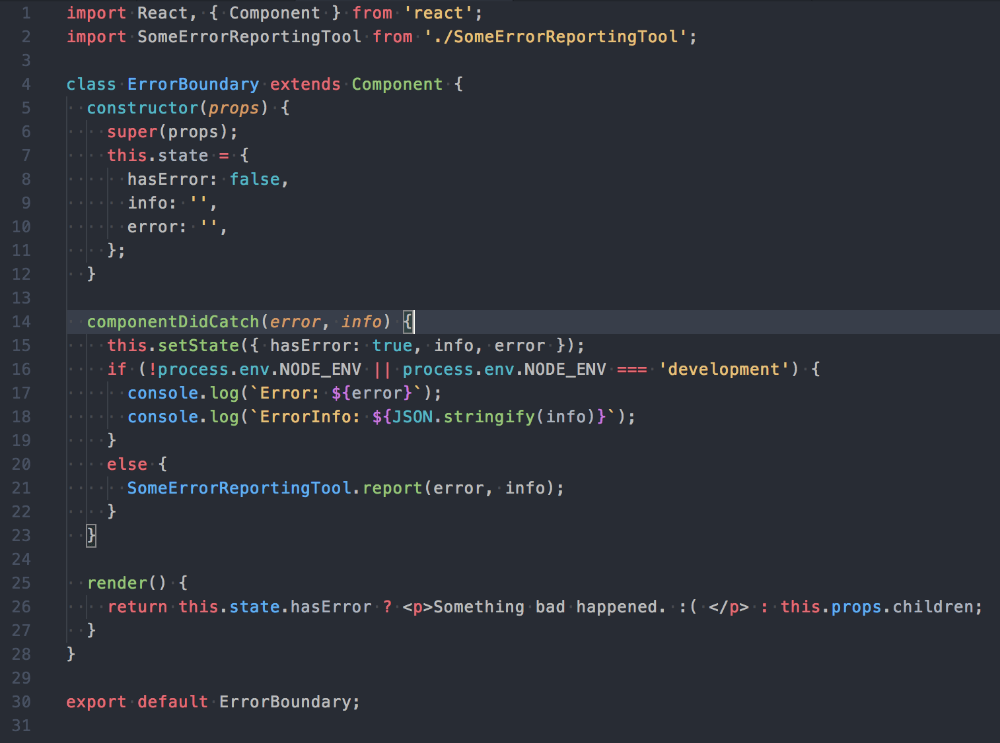 1 import React, { Component } from 'react';
2 import SomeErrorReportingTool from './SomeErrorReportingTool';
3
4 class ErrorBoundary extends Component {
5   constructor(props) {
6     super(props);
7     this.state = {
8       hasError: false,
9       info: '',
10       error: '',
11     };
12   }
13
14   componentDidCatch(error, info) {
15     this.setState({ hasError: true, info, error });
16     if (!process.env.NODE_ENV || process.env.NODE_ENV === 'development') {
17       console.log(`Error: ${error}`);
18       console.log(`ErrorInfo: ${JSON.stringify(info)}`);
19     }
20     else {
21       SomeErrorReportingTool.report(error, info);
22     }
23   }
24
25   render() {
26     return this.state.hasError ? <p>Something bad happened. :( </p> : this.props.children;
27   }
28 }
29
30 export default ErrorBoundary;
31